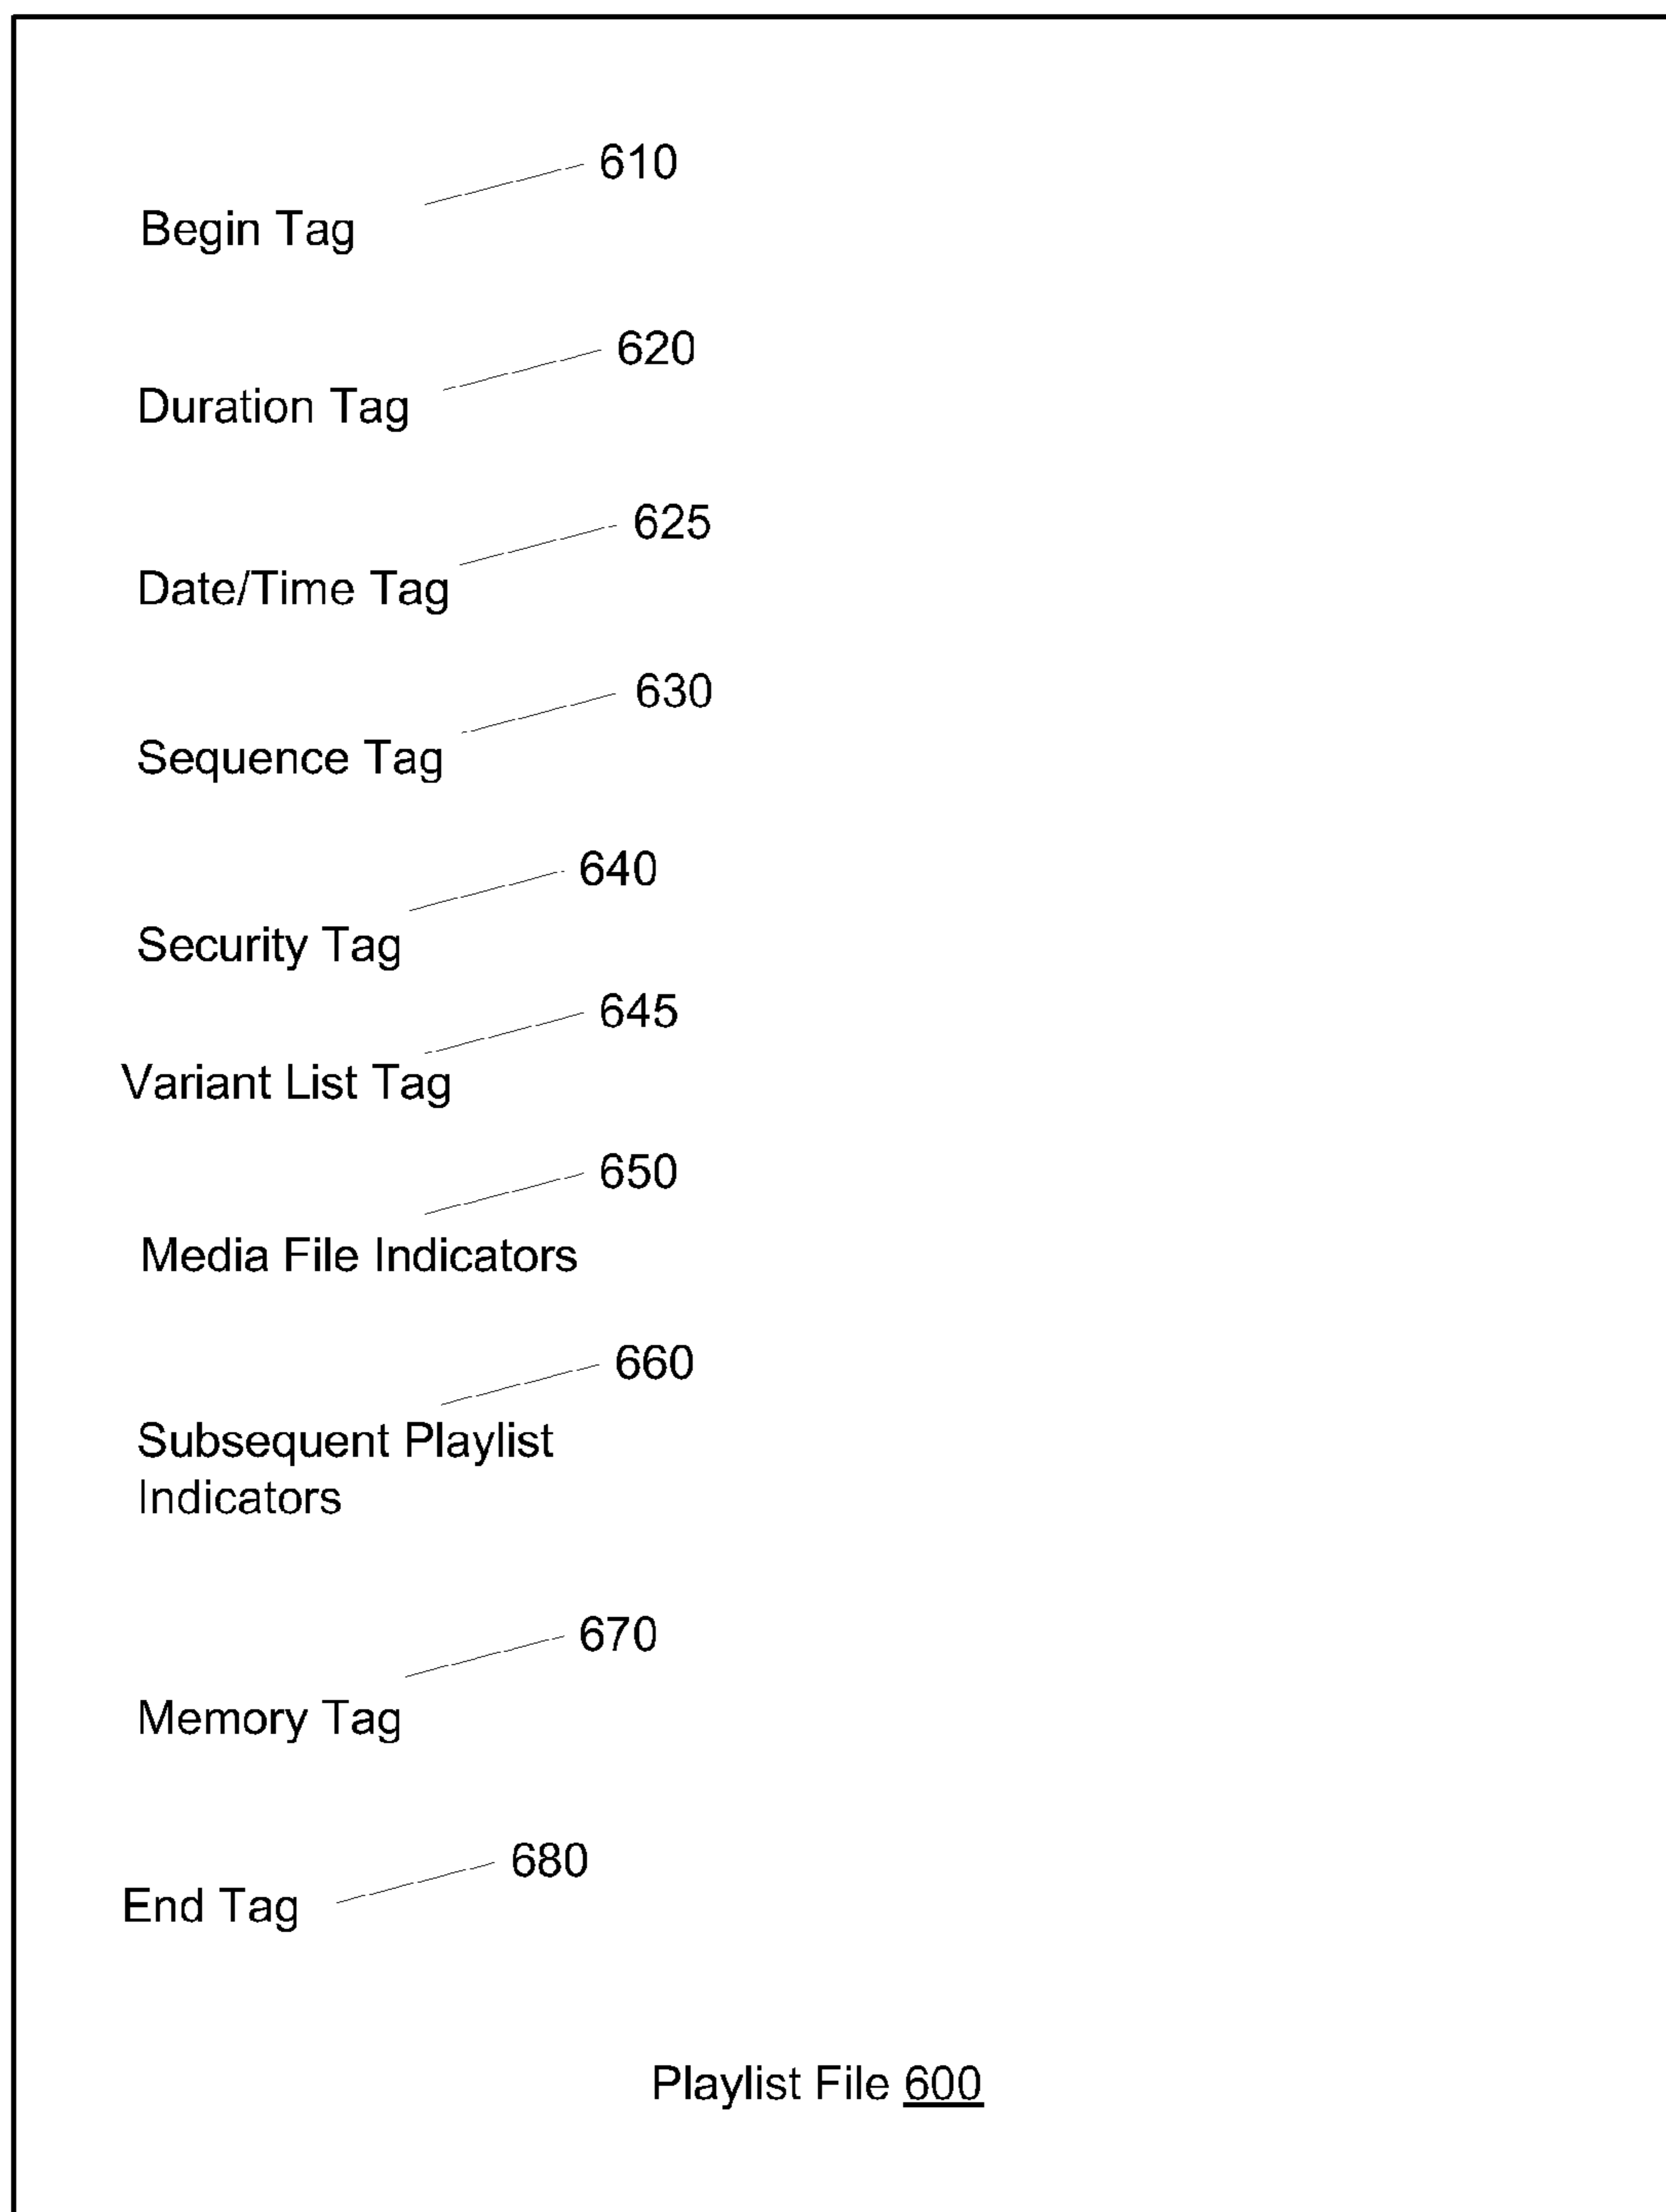 610
Begin Tag
620
Duration Tag
625
Date/Time Tag
630
Sequence Tag
640
Security Tag
645
Variant List Tag
650
Media File Indicators
660
Subsequent Playlist
Indicators
670
Memory Tag
680
End Tag
Playlist File 600